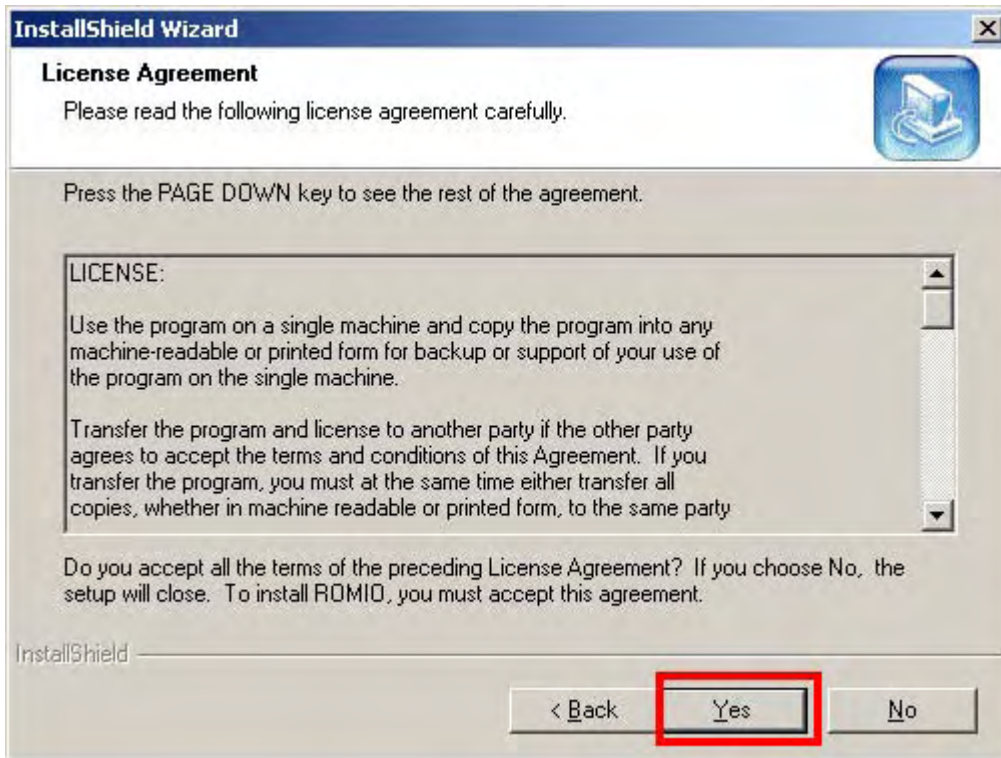 InstallShield Wizard
License Agreement
Please read the following license agreement carefully.
Press the PAGE DOWN key to see the rest of the agreement.
LICENSE:
Use the program on a single machine and copy the program into any
machine-readable or printed form for backup or support of your use of
the program on the single machine.
Transfer the program and license to another party if the other party
agrees to accept the terms and conditions of this Agreement.  If you
transfer the program, you must at the same time either transfer all
copies, whether in machine readable or printed form, to the same party
Do you accept all the terms of the preceding License Agreement?  If you choose No,  the
setup will close.  To install ROMIO, you must accept this agreement.
InstallShield
< Back
Yes
No